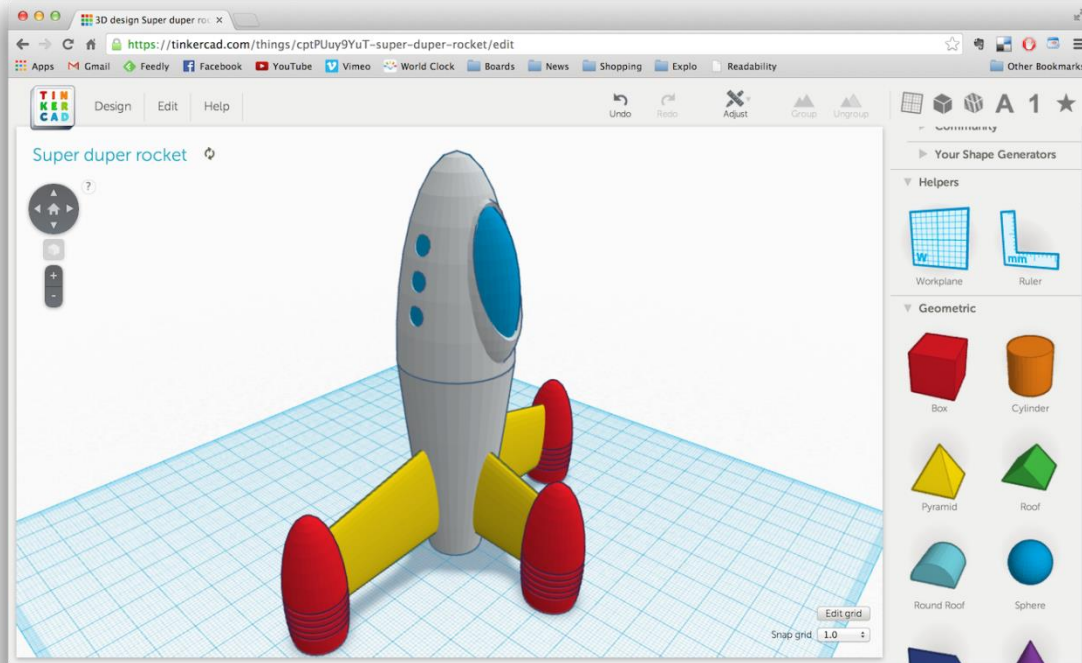 3D design Super duper roc
https://tinkercad.com/things/cptPUuy9YuT-super-duper-rocket/edit
Apps Gmail Feedly Facebook YouTube Vimeo World Clock Boards News Shopping Explo Readability Other Bookmarks
TIN
KER
CAD
Design Edit Help
Undo Redo Adjust Group Ungroup
A 1
Super duper rocket
?
+
-
Community
Your Shape Generators
Helpers
W
mm
Workplane Ruler
Geometric
Box Cylinder
Pyramid Roof
Round Roof Sphere
Edit grid
Snap grid 1.0